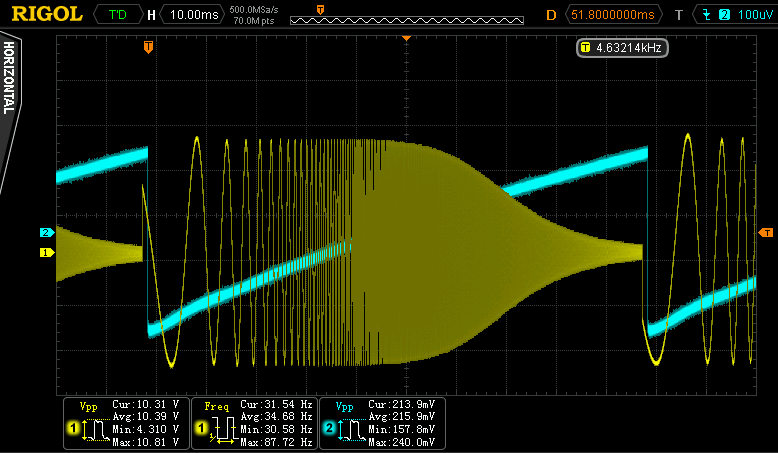 RIGOL T'D H 10.00ms 500.0MSa/s 70.0M pts T D 51.8000000ms T 2 100uV
HORIZONTAL
T
T 4.63214kHz
2
1
T
Vpp
1
Cur:10.31 V
Avg:10.39 V
Min:4.310 V
Max:10.81 V
Freq
1
Cur:31.54 Hz
Avg:34.68 Hz
Min:30.58 Hz
Max:87.72 Hz
Vpp
2
Cur:213.9mV
Avg:215.9mV
Min:157.8mV
Max:240.0mV